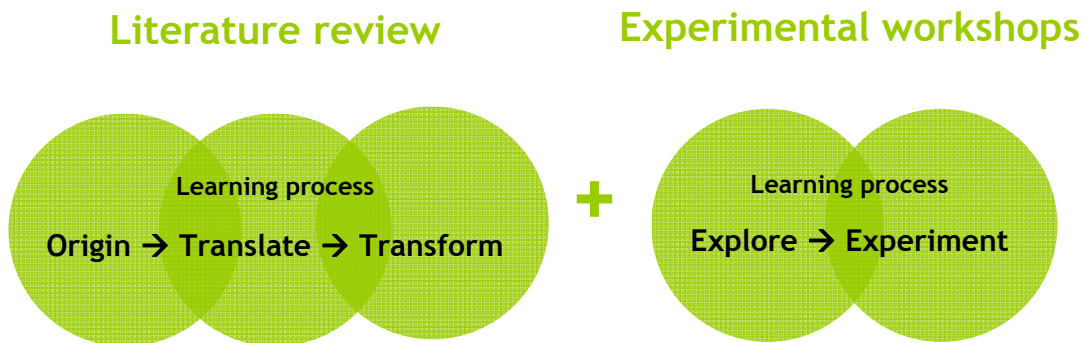 Literature review
Learning process
Origin → Translate → Transform
+
Experimental workshops
Learning process
Explore → Experiment